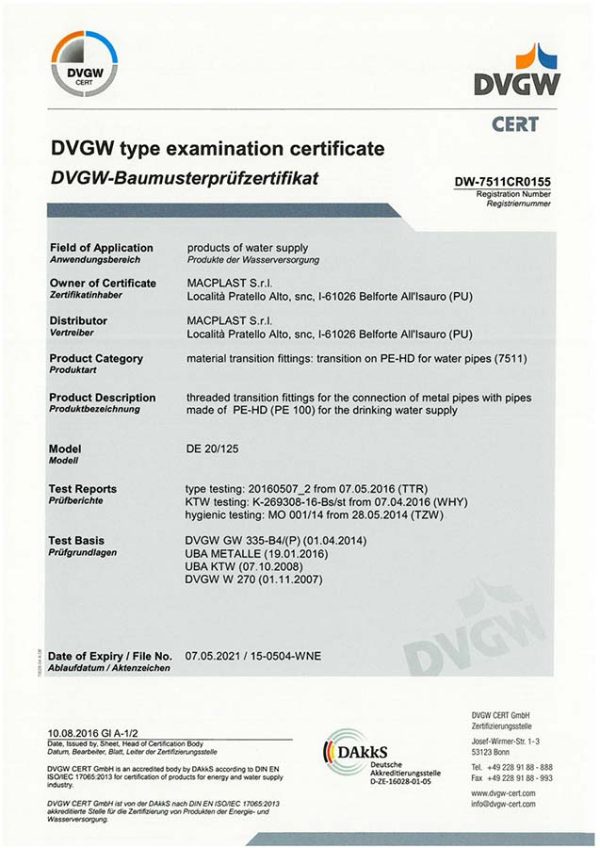 DVGW
CERT
DVGW
CERT
DVGW type examination certificate
DVGW-Baumusterprüfzertifikat
DW-7511CR0155
Registration Number
Registriernummer
Field of Application products of water supply
Anwendungsbereich Produkte der Wasserversorgung
Owner of Certificate MACPLAST S.r.l.
Zertifikatinhaber Località Pratello Alto, snc, I-61026 Belforte All'Isauro (PU)
Distributor MACPLAST S.r.l.
Vertreiber Località Pratello Alto, snc, I-61026 Belforte All'Isauro (PU)
Product Category material transition fittings: transition on PE-HD for water pipes (7511)
Produktart
Product Description threaded transition fittings for the connection of metal pipes with pipes
Produktbezeichnung made of PE-HD (PE 100) for the drinking water supply
Model DE 20/125
Modell
Test Reports type testing: 20160507_2 from 07.05.2016 (TTR)
Prüfberichte KTW testing: K-269308-16-Bs/st from 07.04.2016 (WHY)
hygienic testing: MO 001/14 from 28.05.2014 (TZW)
Test Basis DVGW GW 335-B4/(P) (01.04.2014)
Prüfgrundlagen UBA METALLE (19.01.2016)
UBA KTW (07.10.2008)
DVGW W 270 (01.11.2007)
DVGW
Date of Expiry / File No. 07.05.2021 / 15-0504-WNE
Ablaufdatum / Aktenzeichen
10.08.2016 GI A-1/2
Date, Issued by, Sheet, Head of Certification Body
Datum, Bearbeiter, Blatt, Leiter der Zertifizierungsstelle
DVGW CERT GmbH is an accredited body by DAkkS according to DIN EN
ISO/IEC 17065:2013 for certification of products for energy and water supply
industry.
DVGW CERT GmbH ist von der DAkkS nach DIN EN ISO/IEC 17065:2013
akkreditierte Stelle für die Zertifizierung von Produkten der Energie- und
Wasserversorgung.
DAkkS
Deutsche
Akkreditierungsstelle
D-ZE-16028-01-05
DVGW CERT GmbH
Zertifizierungsstelle
Josef-Wirmer-Str. 1-3
53123 Bonn
Tel. +49 228 91 88 - 888
Fax +49 228 91 88 - 993
www.dvgw-cert.com
info@dvgw-cert.com